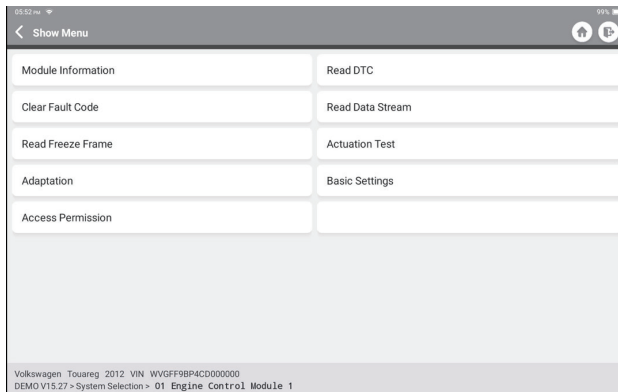 05:52 PM 99%
Show Menu
Module Information Read DTC
Clear Fault Code Read Data Stream
Read Freeze Frame Actuation Test
Adaptation Basic Settings
Access Permission
Volkswagen Touareg 2012 VIN WVGFF9BP4CD000000
DEMO V15.27 > System Selection > 01 Engine Control Module 1